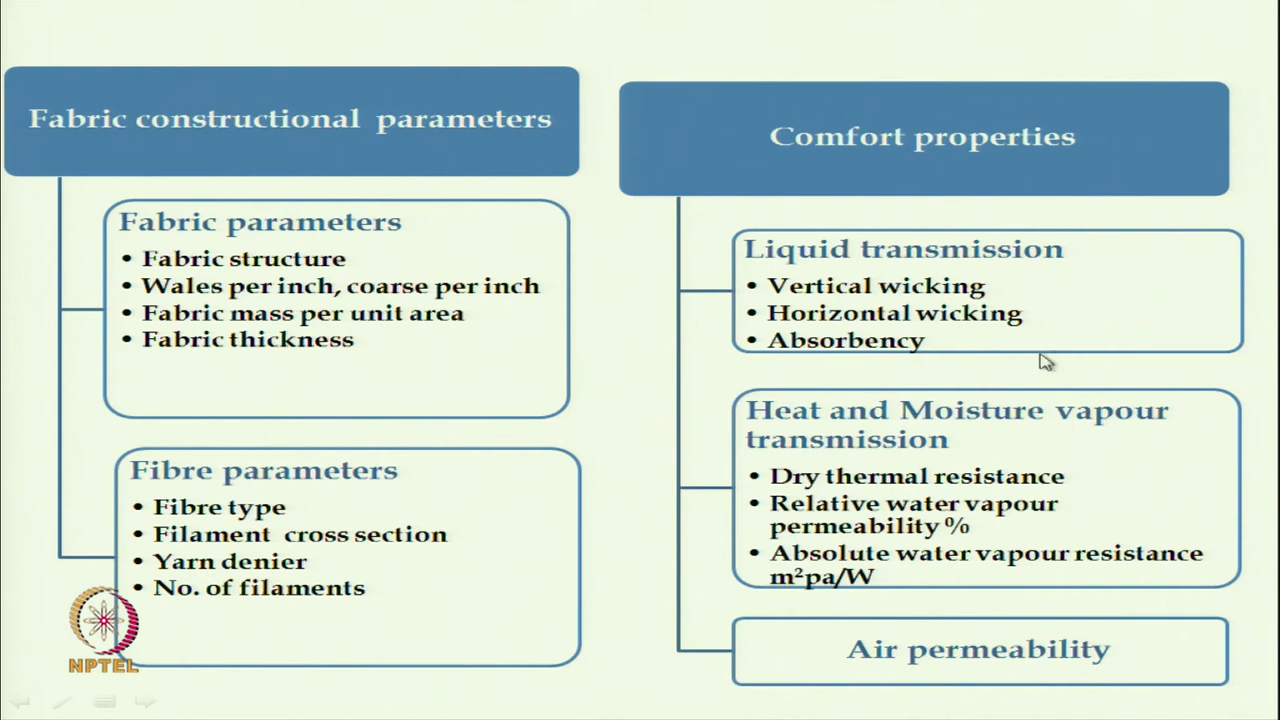 Fabric constructional parameters
Fabric parameters
• Fabric structure
• Wales per inch, coarse per inch
• Fabric mass per unit area
• Fabric thickness
Fibre parameters
• Fibre type
• Filament cross section
• Yarn denier
• No. of filaments
NPTEL
Comfort properties
Liquid transmission
• Vertical wicking
• Horizontal wicking
• Absorbency
Heat and Moisture vapour
transmission
• Dry thermal resistance
• Relative water vapour
permeability %
• Absolute water vapour resistance
m²pa/W
Air permeability